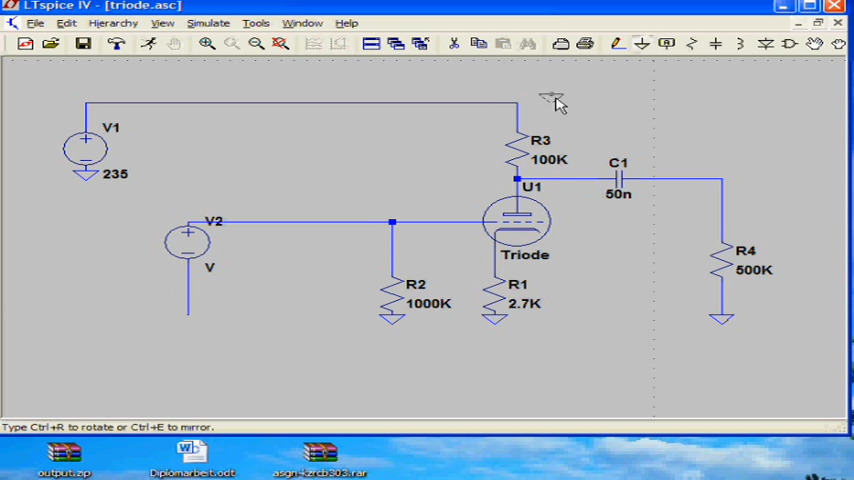 LTspice IV - [triode.asc]
File Edit Hierarchy View Simulate Tools Window Help
V1
235
R3
100K
C1
50n
U1
Triode
V2
V
R2
1000K
R1
2.7K
R4
500K
Type Ctrl+R to rotate or Ctrl+E to mirror.
output.zip Diplomarbeit.odt